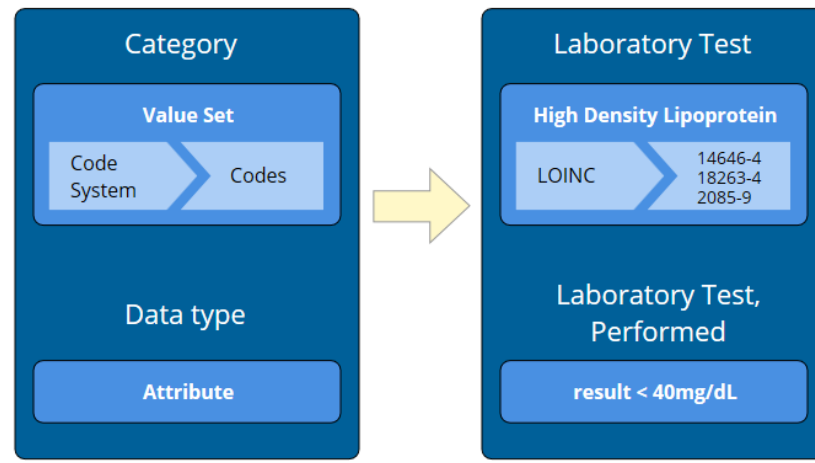 Category
Value Set
Code
System
Codes
Data type
Attribute
Laboratory Test
High Density Lipoprotein
LOINC
14646-4
18263-4
2085-9
Laboratory Test,
Performed
result < 40mg/dL